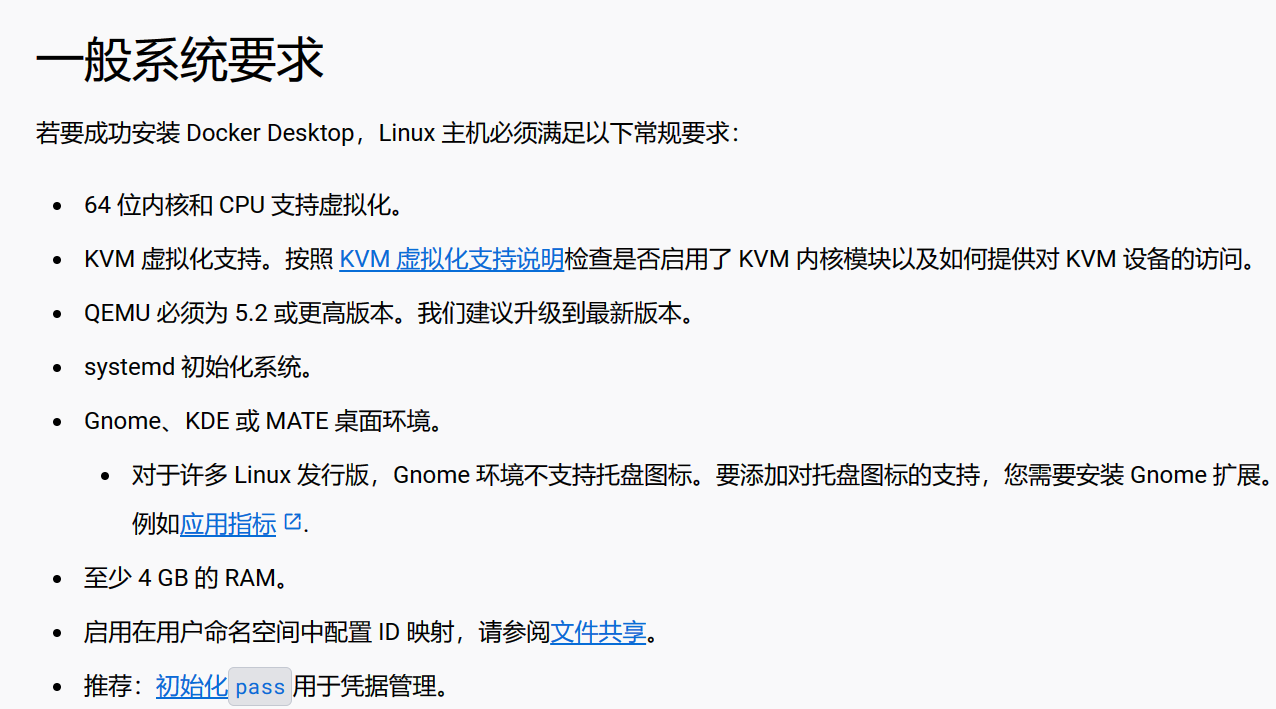 一般系统要求
若要成功安装 Docker Desktop，Linux 主机必须满足以下常规要求：
64 位内核和 CPU 支持虚拟化。
KVM 虚拟化支持。按照 KVM 虚拟化支持说明检查是否启用了 KVM 内核模块以及如何提供对 KVM 设备的访问。
QEMU 必须为 5.2 或更高版本。我们建议升级到最新版本。
systemd 初始化系统。
Gnome、KDE 或 MATE 桌面环境。
对于许多 Linux 发行版，Gnome 环境不支持托盘图标。要添加对托盘图标的支持，您需要安装 Gnome 扩展。
例如应用指标.
至少 4 GB 的 RAM。
启用在用户命名空间中配置 ID 映射，请参阅文件共享。
推荐：初始化pass用于凭据管理。